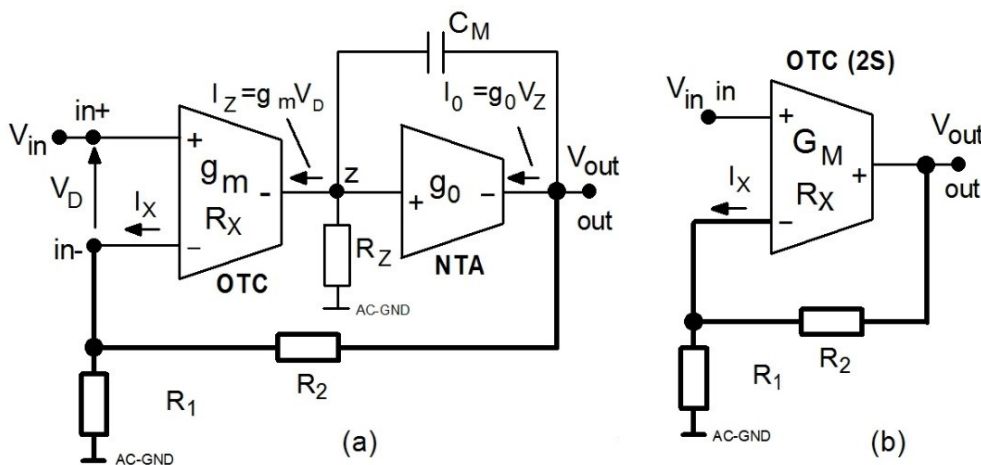 C_M
I_Z =g_mV_D
I_0 =g_0V_Z
in+
V_in
+
g_m
-
z
+
g_0
-
V_out
out
V_D
I_X
R_X
in-
−
OTC
R_Z
NTA
AC-GND
R_2
R_1
AC-GND
(a)
OTC (2S)
V_in in
+
G_M
V_out
+
out
I_X
R_X
−
R_2
R_1
AC-GND
(b)